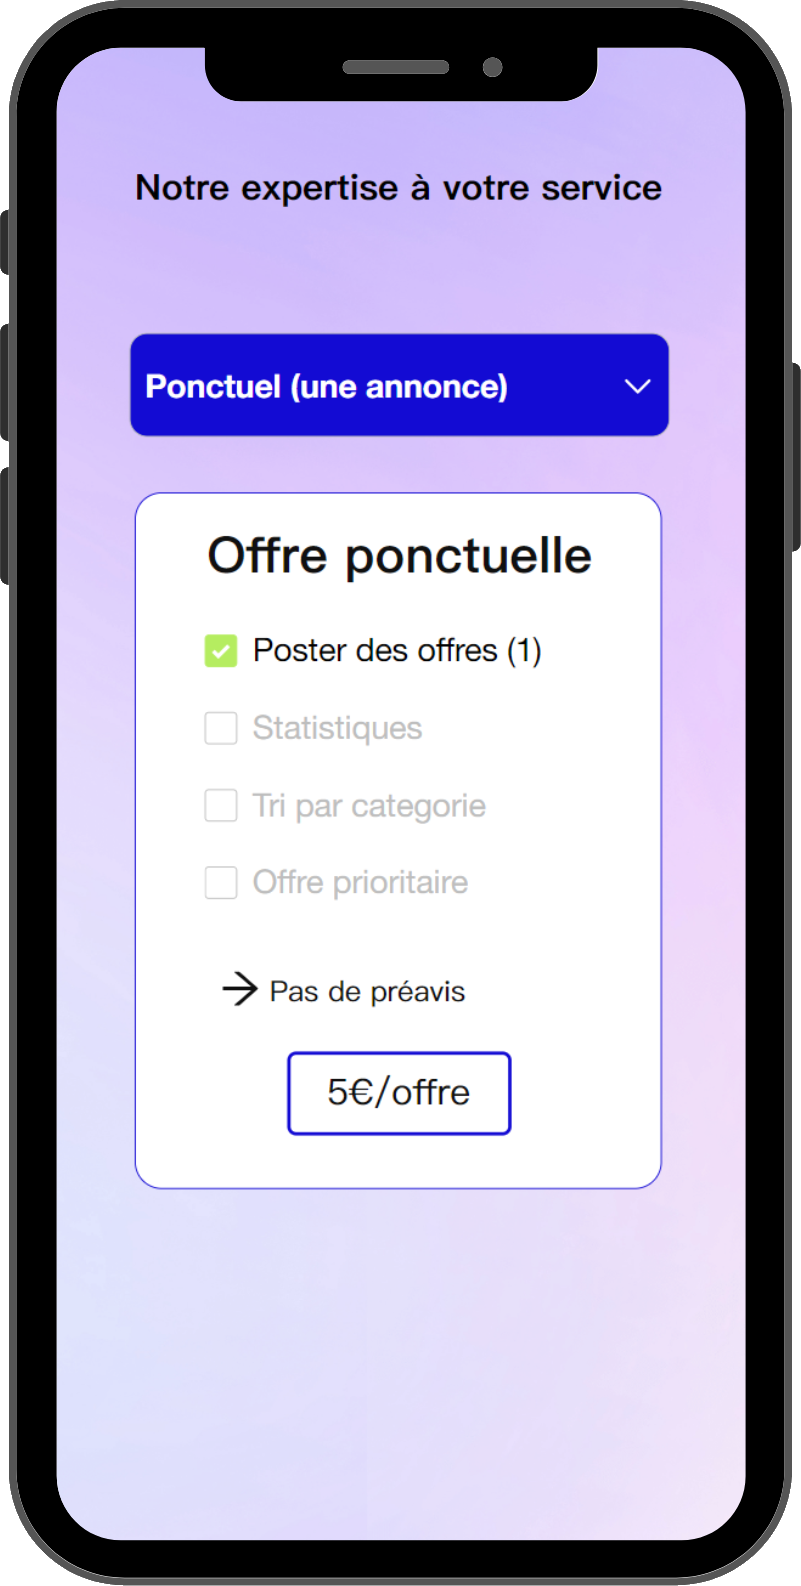 Notre expertise à votre service
Ponctuel (une annonce)
Offre ponctuelle
Poster des offres (1)
Statistiques
Tri par categorie
Offre prioritaire
Pas de préavis
5€/offre